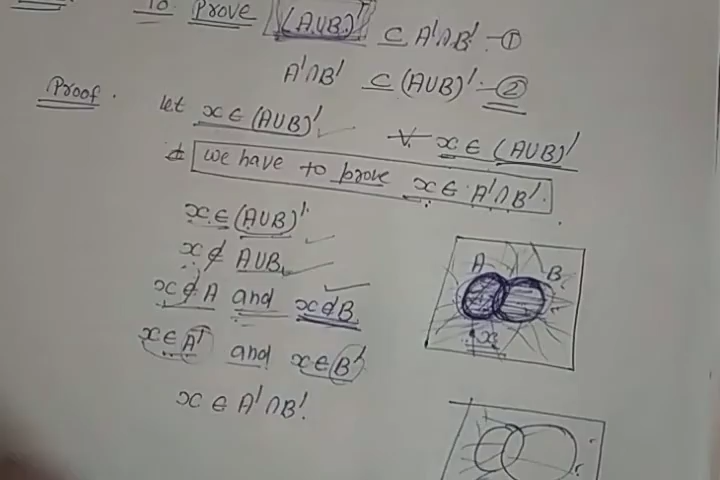 To Prove (A∪B)' ⊂ A'∩B' - ①
A'∩B' ⊂ (A∪B)' - ②
Proof.
let x ∈ (A∪B)' ∀ x ∈ (A∪B)'
we have to prove x ∈ A'∩B'.
x ∈ (A∪B)'
x ∉ A∪B
x ∉ A and x ∉ B
x ∈ A' and x ∈ B'
x ∈ A'∩B'.
A B
x